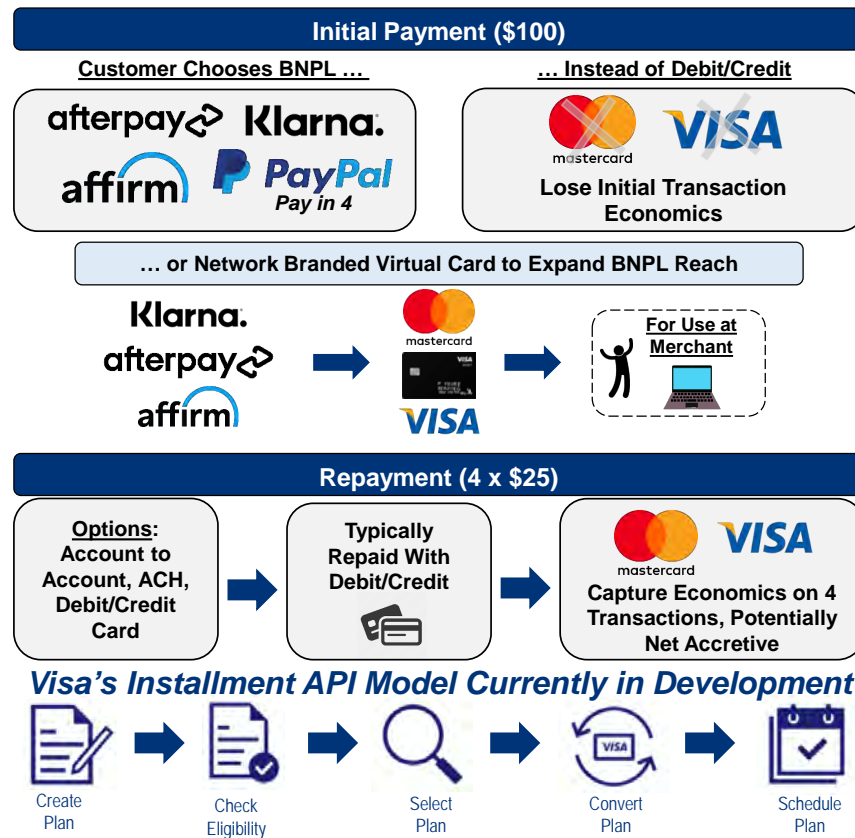 Initial Payment ($100)
Customer Chooses BNPL …
… Instead of Debit/Credit
afterpay
Klarna.
affirm
PayPal
Pay in 4
mastercard
VISA
Lose Initial Transaction
Economics
… or Network Branded Virtual Card to Expand BNPL Reach
Klarna.
afterpay
affirm
mastercard
VISA
VISA
For Use at
Merchant
Repayment (4 x $25)
Options:
Account to
Account, ACH,
Debit/Credit
Card
Typically
Repaid With
Debit/Credit
mastercard
VISA
Capture Economics on 4
Transactions, Potentially
Net Accretive
Visa's Installment API Model Currently in Development
VISA
Create
Plan
Check
Eligibility
Select
Plan
Convert
Plan
Schedule
Plan